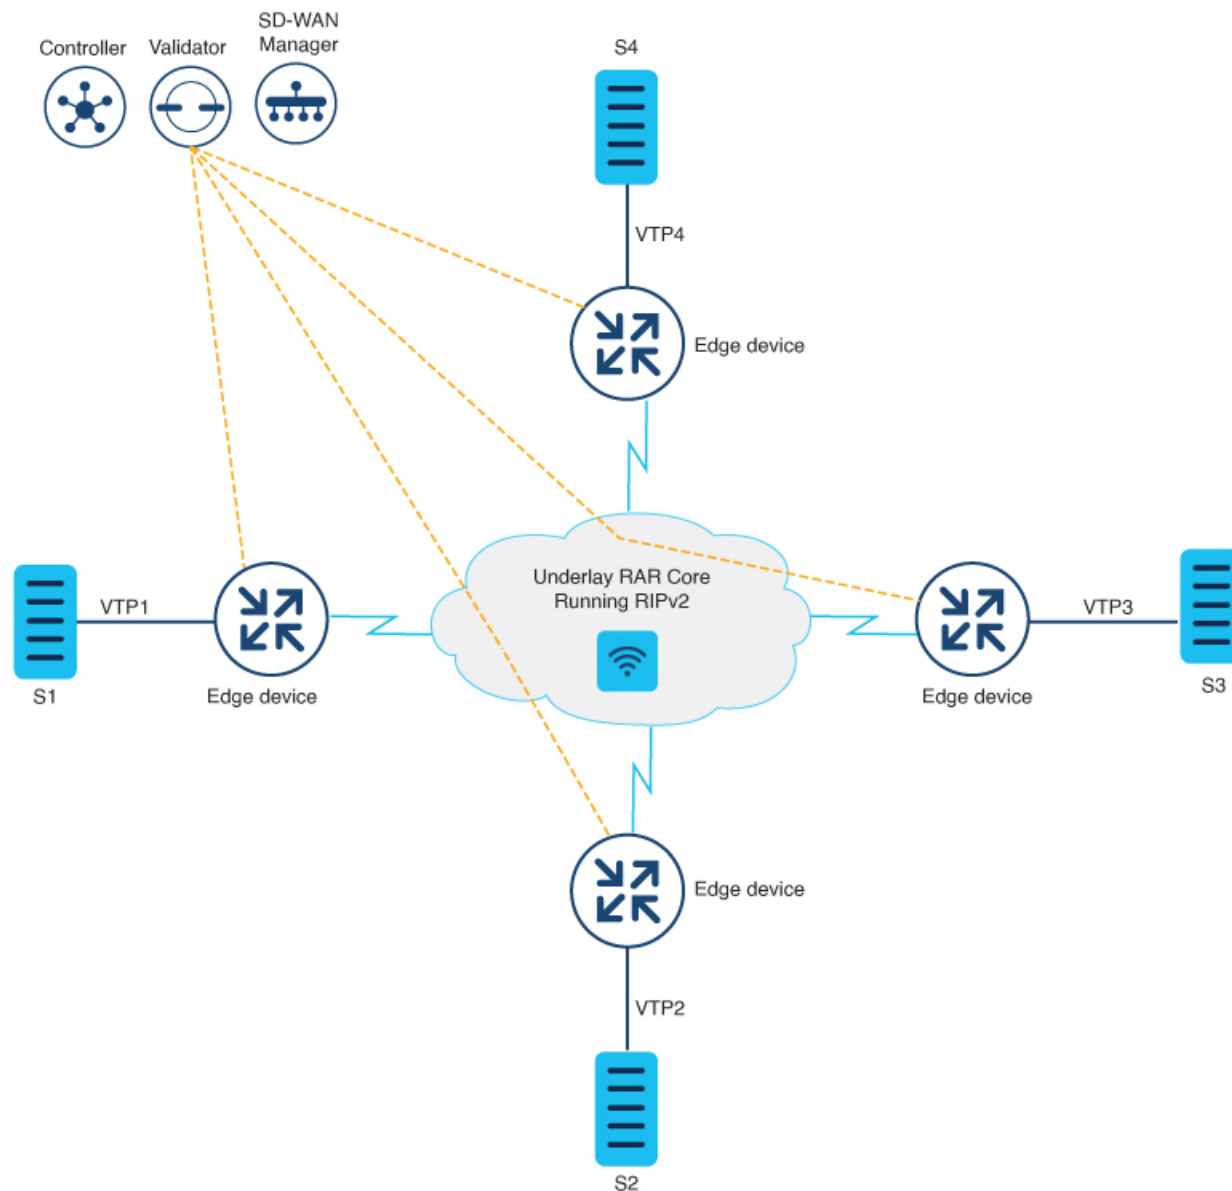 Controller
Validator
SD-WAN
Manager
S4
VTP4
Edge device
Underlay RAR Core
Running RIPv2
VTP1
S1
Edge device
VTP3
S3
Edge device
Edge device
VTP2
S2